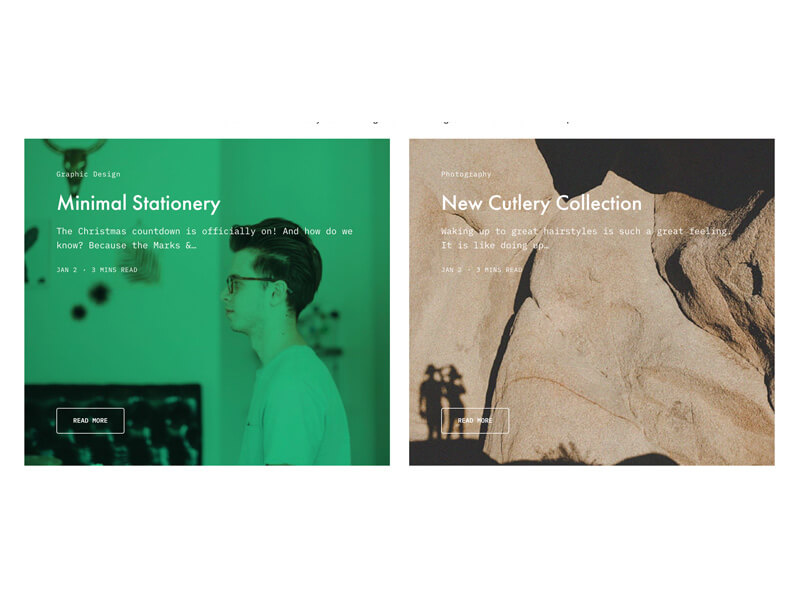 Graphic Design
Minimal Stationery
The Christmas countdown is officially on! And how do we
know? Because the Marks &…
JAN 2 · 3 MINS READ
READ MORE
Photography
New Cutlery Collection
Waking up to great hairstyles is such a great feeling.
It is like doing up…
JAN 2 · 3 MINS READ
READ MORE